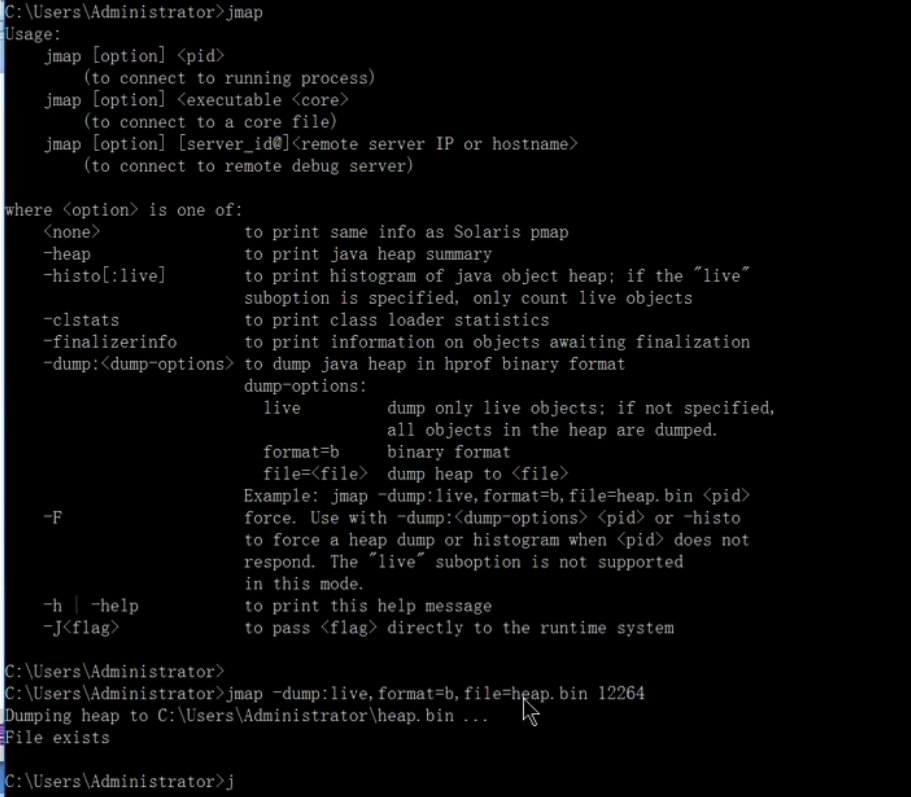 C:\Users\Administrator>jmap
Usage:
    jmap [option] <pid>
        (to connect to running process)
    jmap [option] <executable <core>
        (to connect to a core file)
    jmap [option] [server_id@]<remote server IP or hostname>
        (to connect to remote debug server)

where <option> is one of:
    <none>               to print same info as Solaris pmap
    -heap                to print java heap summary
    -histo[:live]        to print histogram of java object heap; if the "live"
                         suboption is specified, only count live objects
    -clstats             to print class loader statistics
    -finalizerinfo       to print information on objects awaiting finalization
    -dump:<dump-options> to dump java heap in hprof binary format
                         dump-options:
                           live         dump only live objects; if not specified,
                                        all objects in the heap are dumped.
                           format=b     binary format
                           file=<file>  dump heap to <file>
                         Example: jmap -dump:live,format=b,file=heap.bin <pid>
    -F                   force. Use with -dump:<dump-options> <pid> or -histo
                         to force a heap dump or histogram when <pid> does not
                         respond. The "live" suboption is not supported
                         in this mode.
    -h | -help           to print this help message
    -J<flag>             to pass <flag> directly to the runtime system

C:\Users\Administrator>
C:\Users\Administrator>jmap -dump:live,format=b,file=heap.bin 12264
Dumping heap to C:\Users\Administrator\heap.bin ...
File exists

C:\Users\Administrator>j